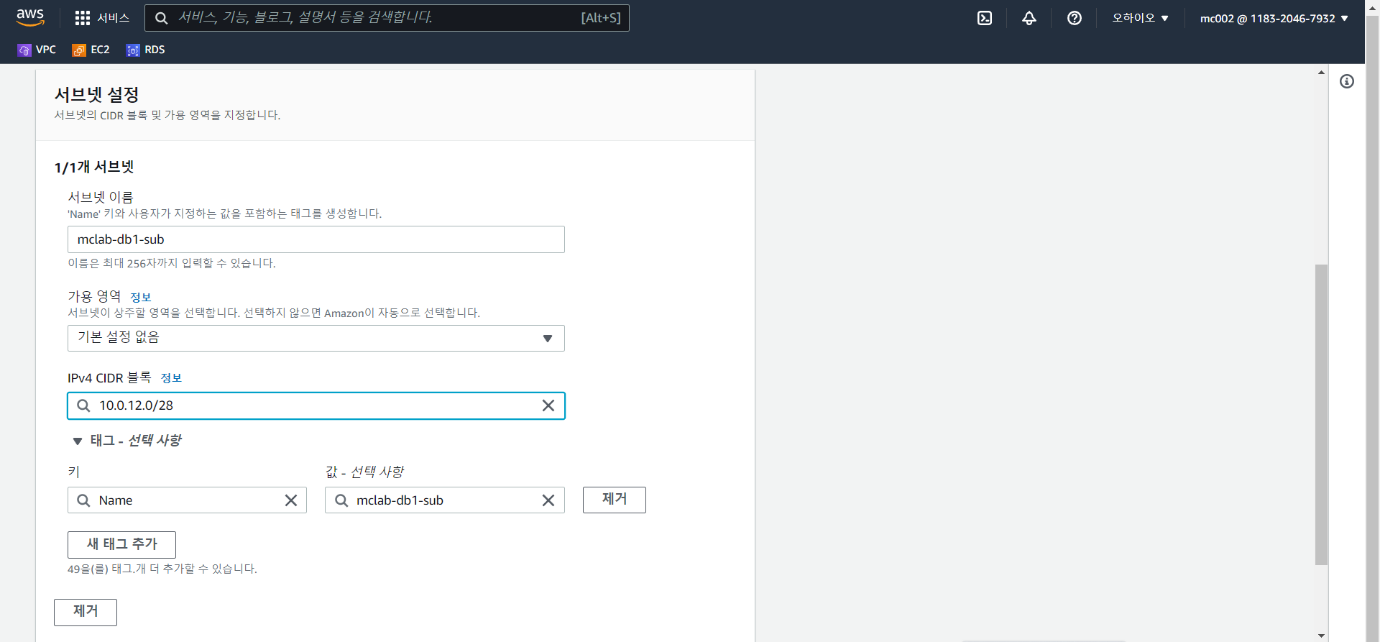 aws
서비스
서비스, 기능, 블로그, 설명서 등을 검색합니다.
[Alt+S]
오하이오 ▼
mc002 @ 1183-2046-7932 ▼
VPC
EC2
RDS
서브넷 설정
서브넷의 CIDR 블록 및 가용 영역을 지정합니다.
1/1개 서브넷
서브넷 이름
'Name' 키와 사용자가 지정하는 값을 포함하는 태그를 생성합니다.
mclab-db1-sub
이름은 최대 256자까지 입력할 수 있습니다.
가용 영역 정보
서브넷이 상주할 영역을 선택합니다. 선택하지 않으면 Amazon이 자동으로 선택합니다.
기본 설정 없음
IPv4 CIDR 블록 정보
10.0.12.0/28
▼ 태그 - 선택 사항
키
값 - 선택 사항
Name
mclab-db1-sub
제거
새 태그 추가
49을(를) 태그.개 더 추가할 수 있습니다.
제거